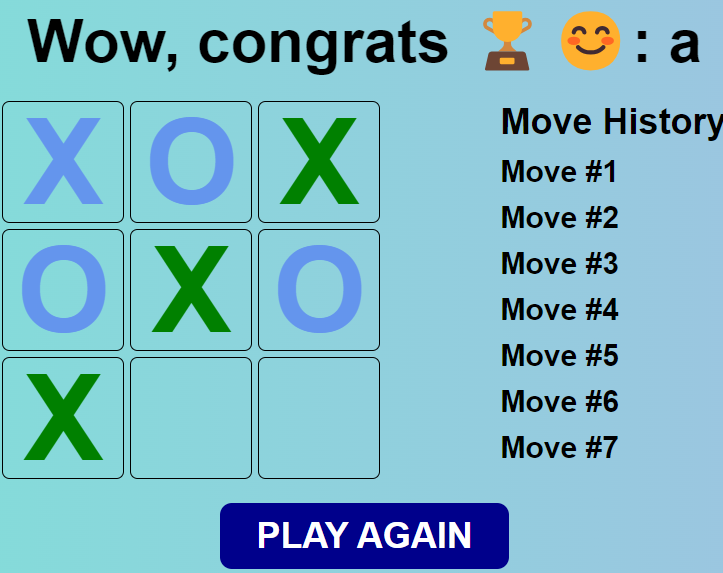 Wow, congrats 🏆 😊 : a
X O X
O X O
X
Move History
Move #1
Move #2
Move #3
Move #4
Move #5
Move #6
Move #7
PLAY AGAIN